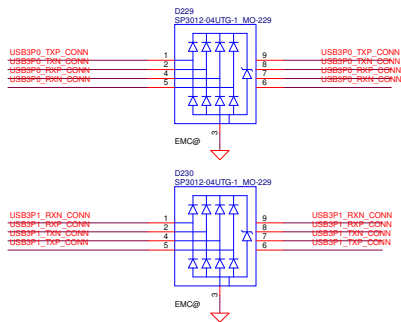 D229
SP3012-04UTG-1 MO-229
USB3P0_TXP_CONN 1 9 USB3P0_TXP_CONN
USB3P0_TXN_CONN 2 8 USB3P0_TXN_CONN
USB3P0_RXP_CONN 4 7 USB3P0_RXP_CONN
USB3P0_RXN_CONN 5 6 USB3P0_RXN_CONN
3
EMC@
D230
SP3012-04UTG-1 MO-229
USB3P1_RXN_CONN 1 9 USB3P1_RXN_CONN
USB3P1_RXP_CONN 2 8 USB3P1_RXP_CONN
USB3P1_TXN_CONN 4 7 USB3P1_TXN_CONN
USB3P1_TXP_CONN 5 6 USB3P1_TXP_CONN
3
EMC@